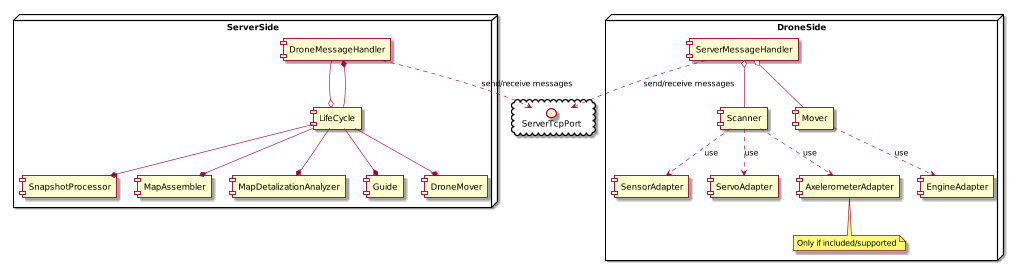 ServerSide
DroneMessageHandler
send/receive messages
LifeCycle
SnapshotProcessor
MapAssembler
MapDetalizationAnalyzer
Guide
DroneMover
ServerTcpPort
DroneSide
ServerMessageHandler
send/receive messages
Scanner
Mover
use
use
use
use
SensorAdapter
ServoAdapter
AxelerometerAdapter
EngineAdapter
Only if included/supported